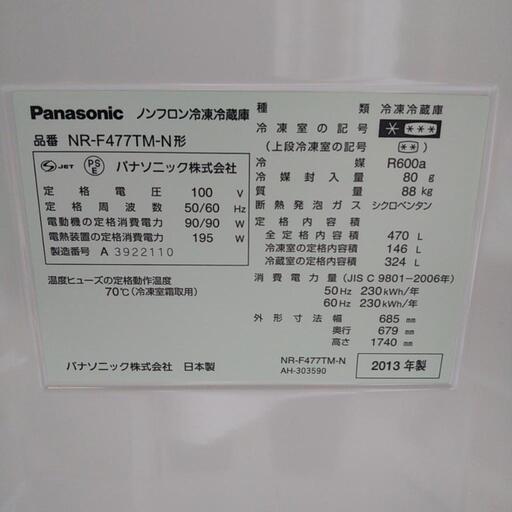 Panasonic ノンフロン冷凍冷蔵庫
品番 NR-F477TM-N形
JET PSE パナソニック株式会社
定格電圧 100 V
定格周波数 50/60 Hz
電動機の定格消費電力 90/90 W
電熱装置の定格消費電力 195 W
製造番号 A 3922110
温度ヒューズの定格動作温度
70℃(冷凍室霜取用)
パナソニック株式会社 日本製
種類 冷凍冷蔵庫
冷凍室の記号 ****
(上段冷凍室の記号 **)
冷媒 R600a
冷媒封入量 80 g
質量 88 kg
断熱発泡ガス シクロペンタン
定格内容積
全定格内容積 470 L
冷凍室の定格内容積 146 L
冷蔵室の定格内容積 324 L
消費電力量(JIS C 9801-2006年)
50Hz 230kWh/年
60Hz 230kWh/年
外形寸法 幅 685 mm
奥行 679 mm
高さ 1740 mm
NR-F477TM-N
AH-303590
2013年製